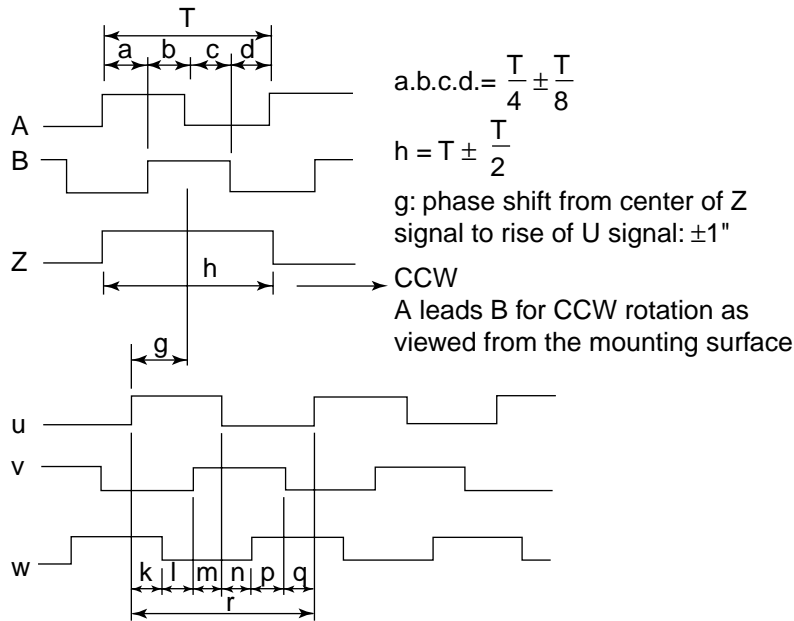 T
a b c d
A
B
Z
h
g
u
v
w
k l m n p q
r
a.b.c.d.= T/4 ± T/8
h = T ± T/2
g: phase shift from center of Z
signal to rise of U signal: ±1"
CCW
A leads B for CCW rotation as
viewed from the mounting surface